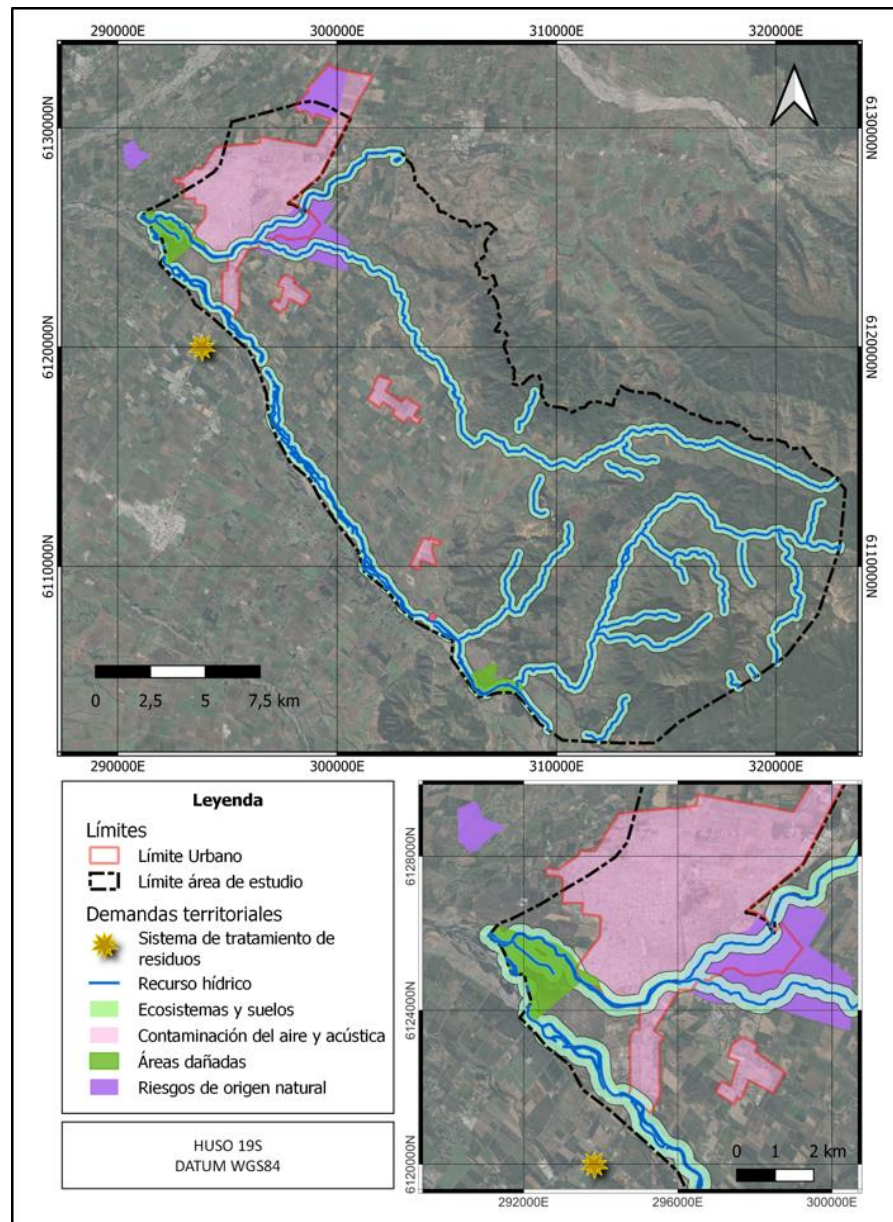 290000E 300000E 310000E 320000E
6130000N 6130000N
6120000N 6120000N
6110000N 6110000N
0 2,5 5 7,5 km
290000E 300000E 310000E 320000E
Leyenda
Límites
Límite Urbano
Límite área de estudio
Demandas territoriales
Sistema de tratamiento de
residuos
Recurso hídrico
Ecosistemas y suelos
Contaminación del aire y acústica
Áreas dañadas
Riesgos de origen natural
HUSO 19S
DATUM WGS84
6128000N
6124000N
6120000N
0 1 2 km
292000E 296000E 300000E